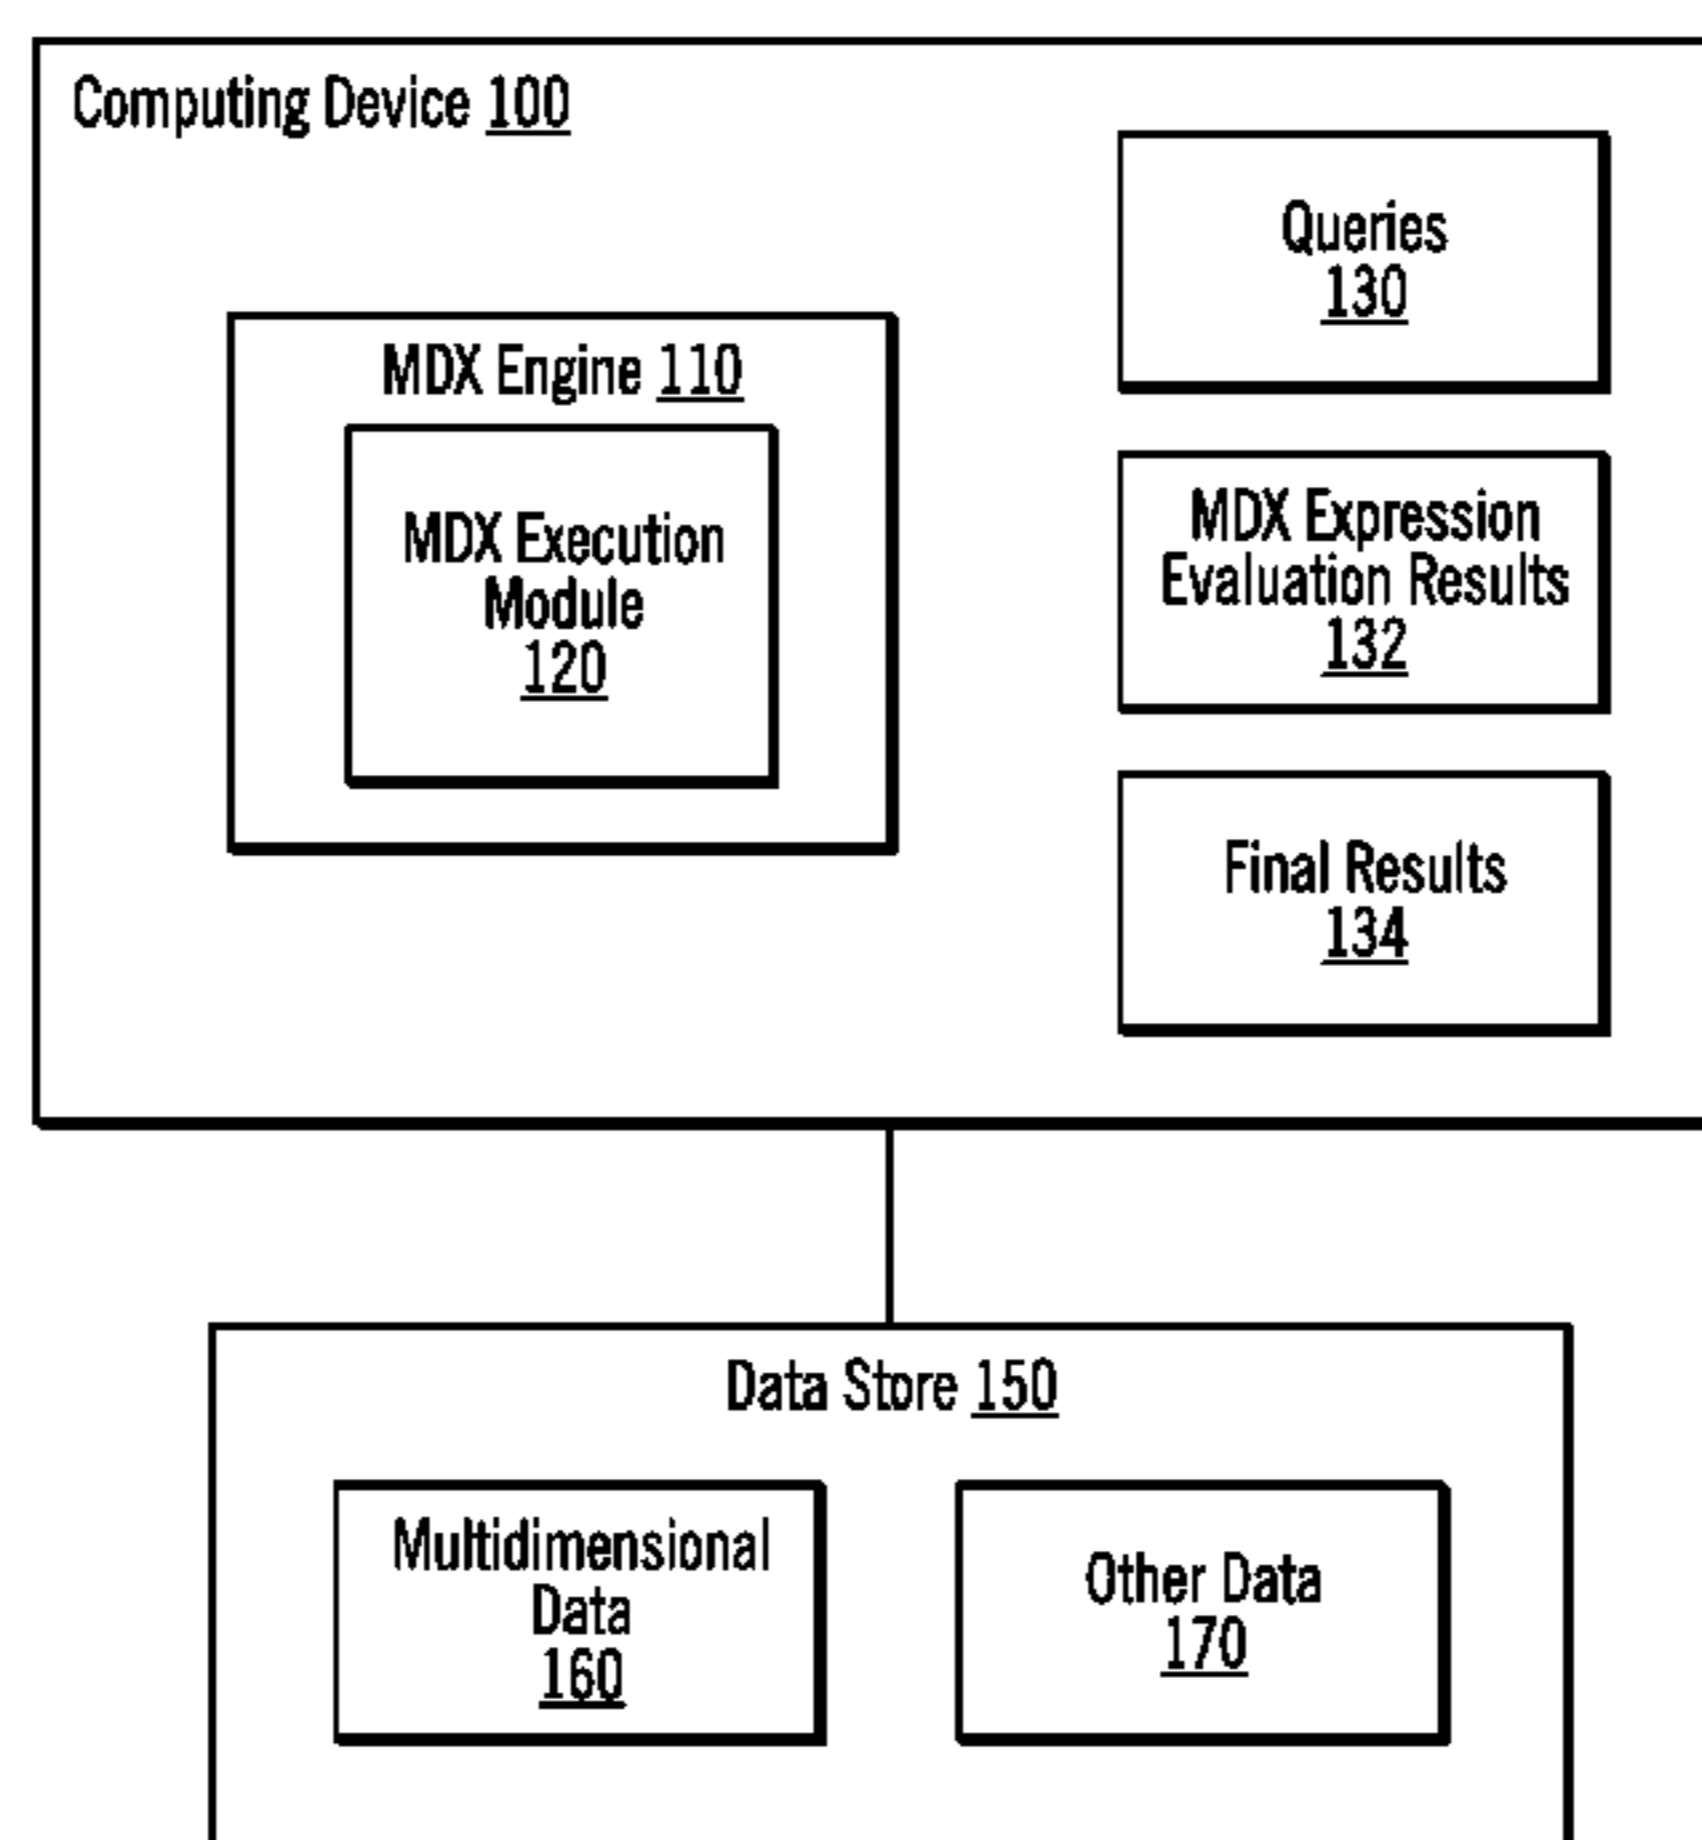 Computing Device 100
Queries
130
MDX Engine 110
MDX Execution
Module
120
MDX Expression
Evaluation Results
132
Final Results
134
Data Store 150
Multidimensional
Data
160
Other Data
170